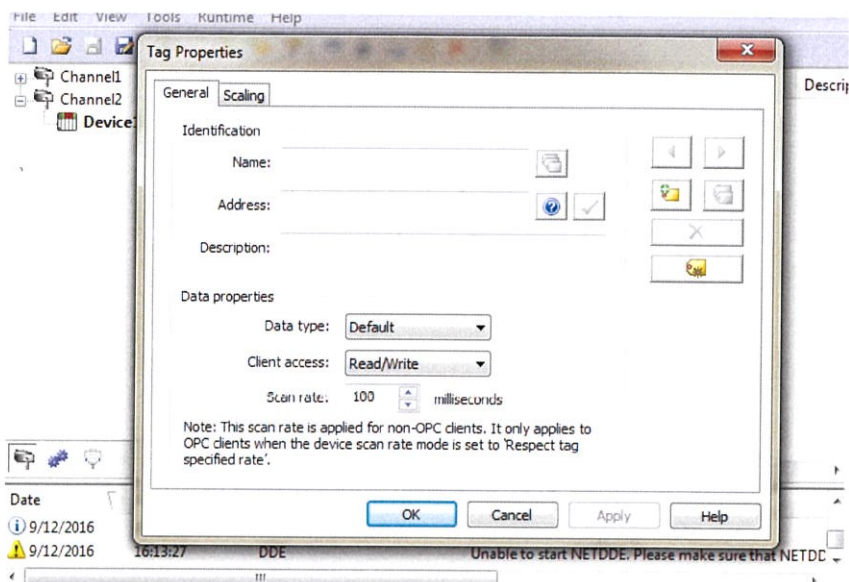 File Edit View Tools Runtime Help
Tag Properties
Channel1
Channel2
Device1
Descrip
General Scaling
Identification
Name:
Address:
Description:
Data properties
Data type: Default
Client access: Read/Write
Scan rate: 100 milliseconds
Note: This scan rate is applied for non-OPC clients. It only applies to
OPC clients when the device scan rate mode is set to 'Respect tag
specified rate'.
OK Cancel Apply Help
Date
9/12/2016
9/12/2016 16:13:27 DDE Unable to start NETDDE. Please make sure that NETDD